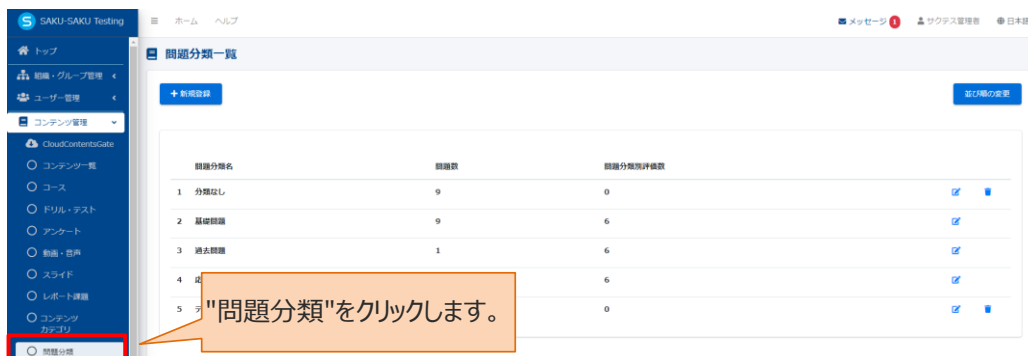 SAKU-SAKU Testing
ホーム ヘルプ
メッセージ 1 サクテス管理者 日本語
トップ
組織・グループ管理
ユーザー管理
コンテンツ管理
CloudContentsGate
コンテンツ一覧
コース
ドリル・テスト
アンケート
動画・音声
スライド
レポート課題
コンテンツ
カテゴリ
問題分類
問題分類一覧
+ 新規登録
並び順の変更
問題分類名 問題数 問題分類別評価数
1 分類なし 9 0
2 基礎問題 9 6
3 過去問題 1 6
4 6
5 0
"問題分類"をクリックします。